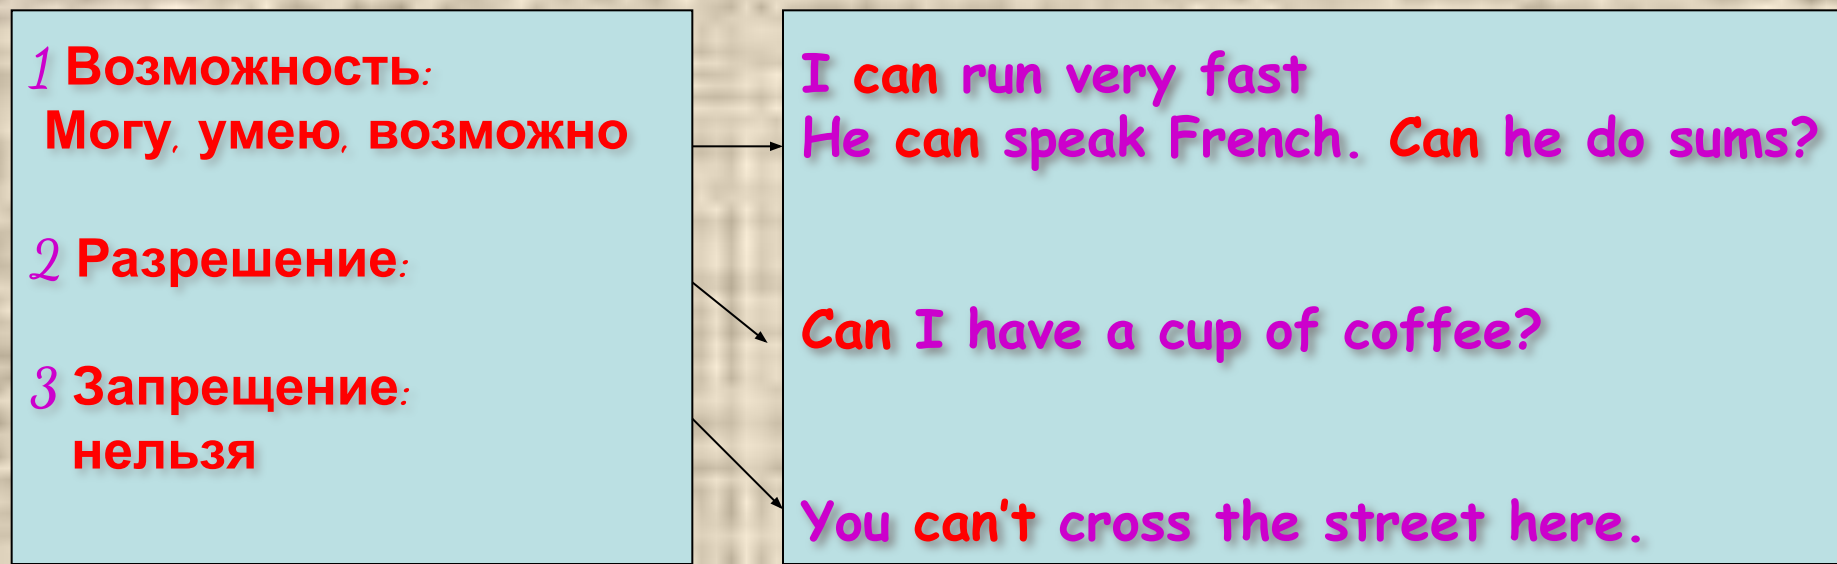 1 Возможность:
Могу, умею, возможно
2 Разрешение:
3 Запрещение:
нельзя
I can run very fast
He can speak French. Can he do sums?
Can I have a cup of coffee?
You can't cross the street here.